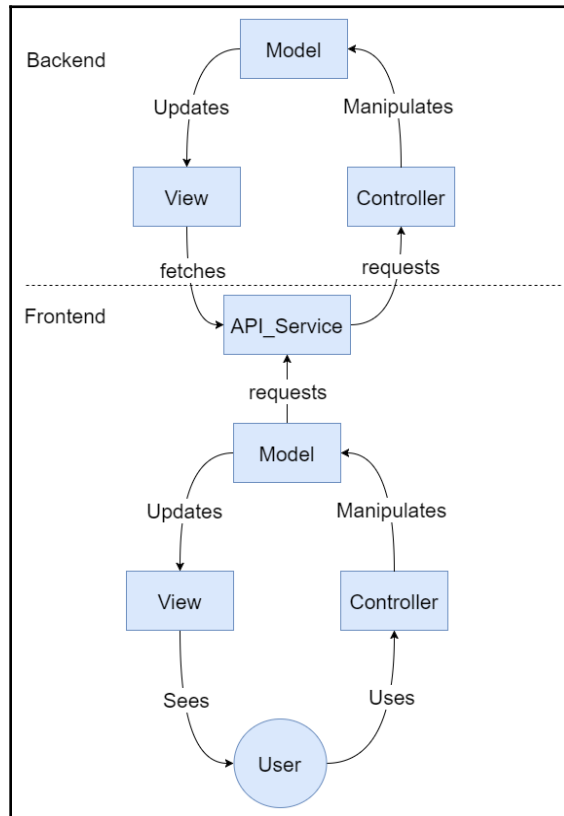 Model
Backend
Updates
Manipulates
View
Controller
fetches
requests
Frontend
API_Service
requests
Model
Updates
Manipulates
View
Controller
Sees
Uses
User